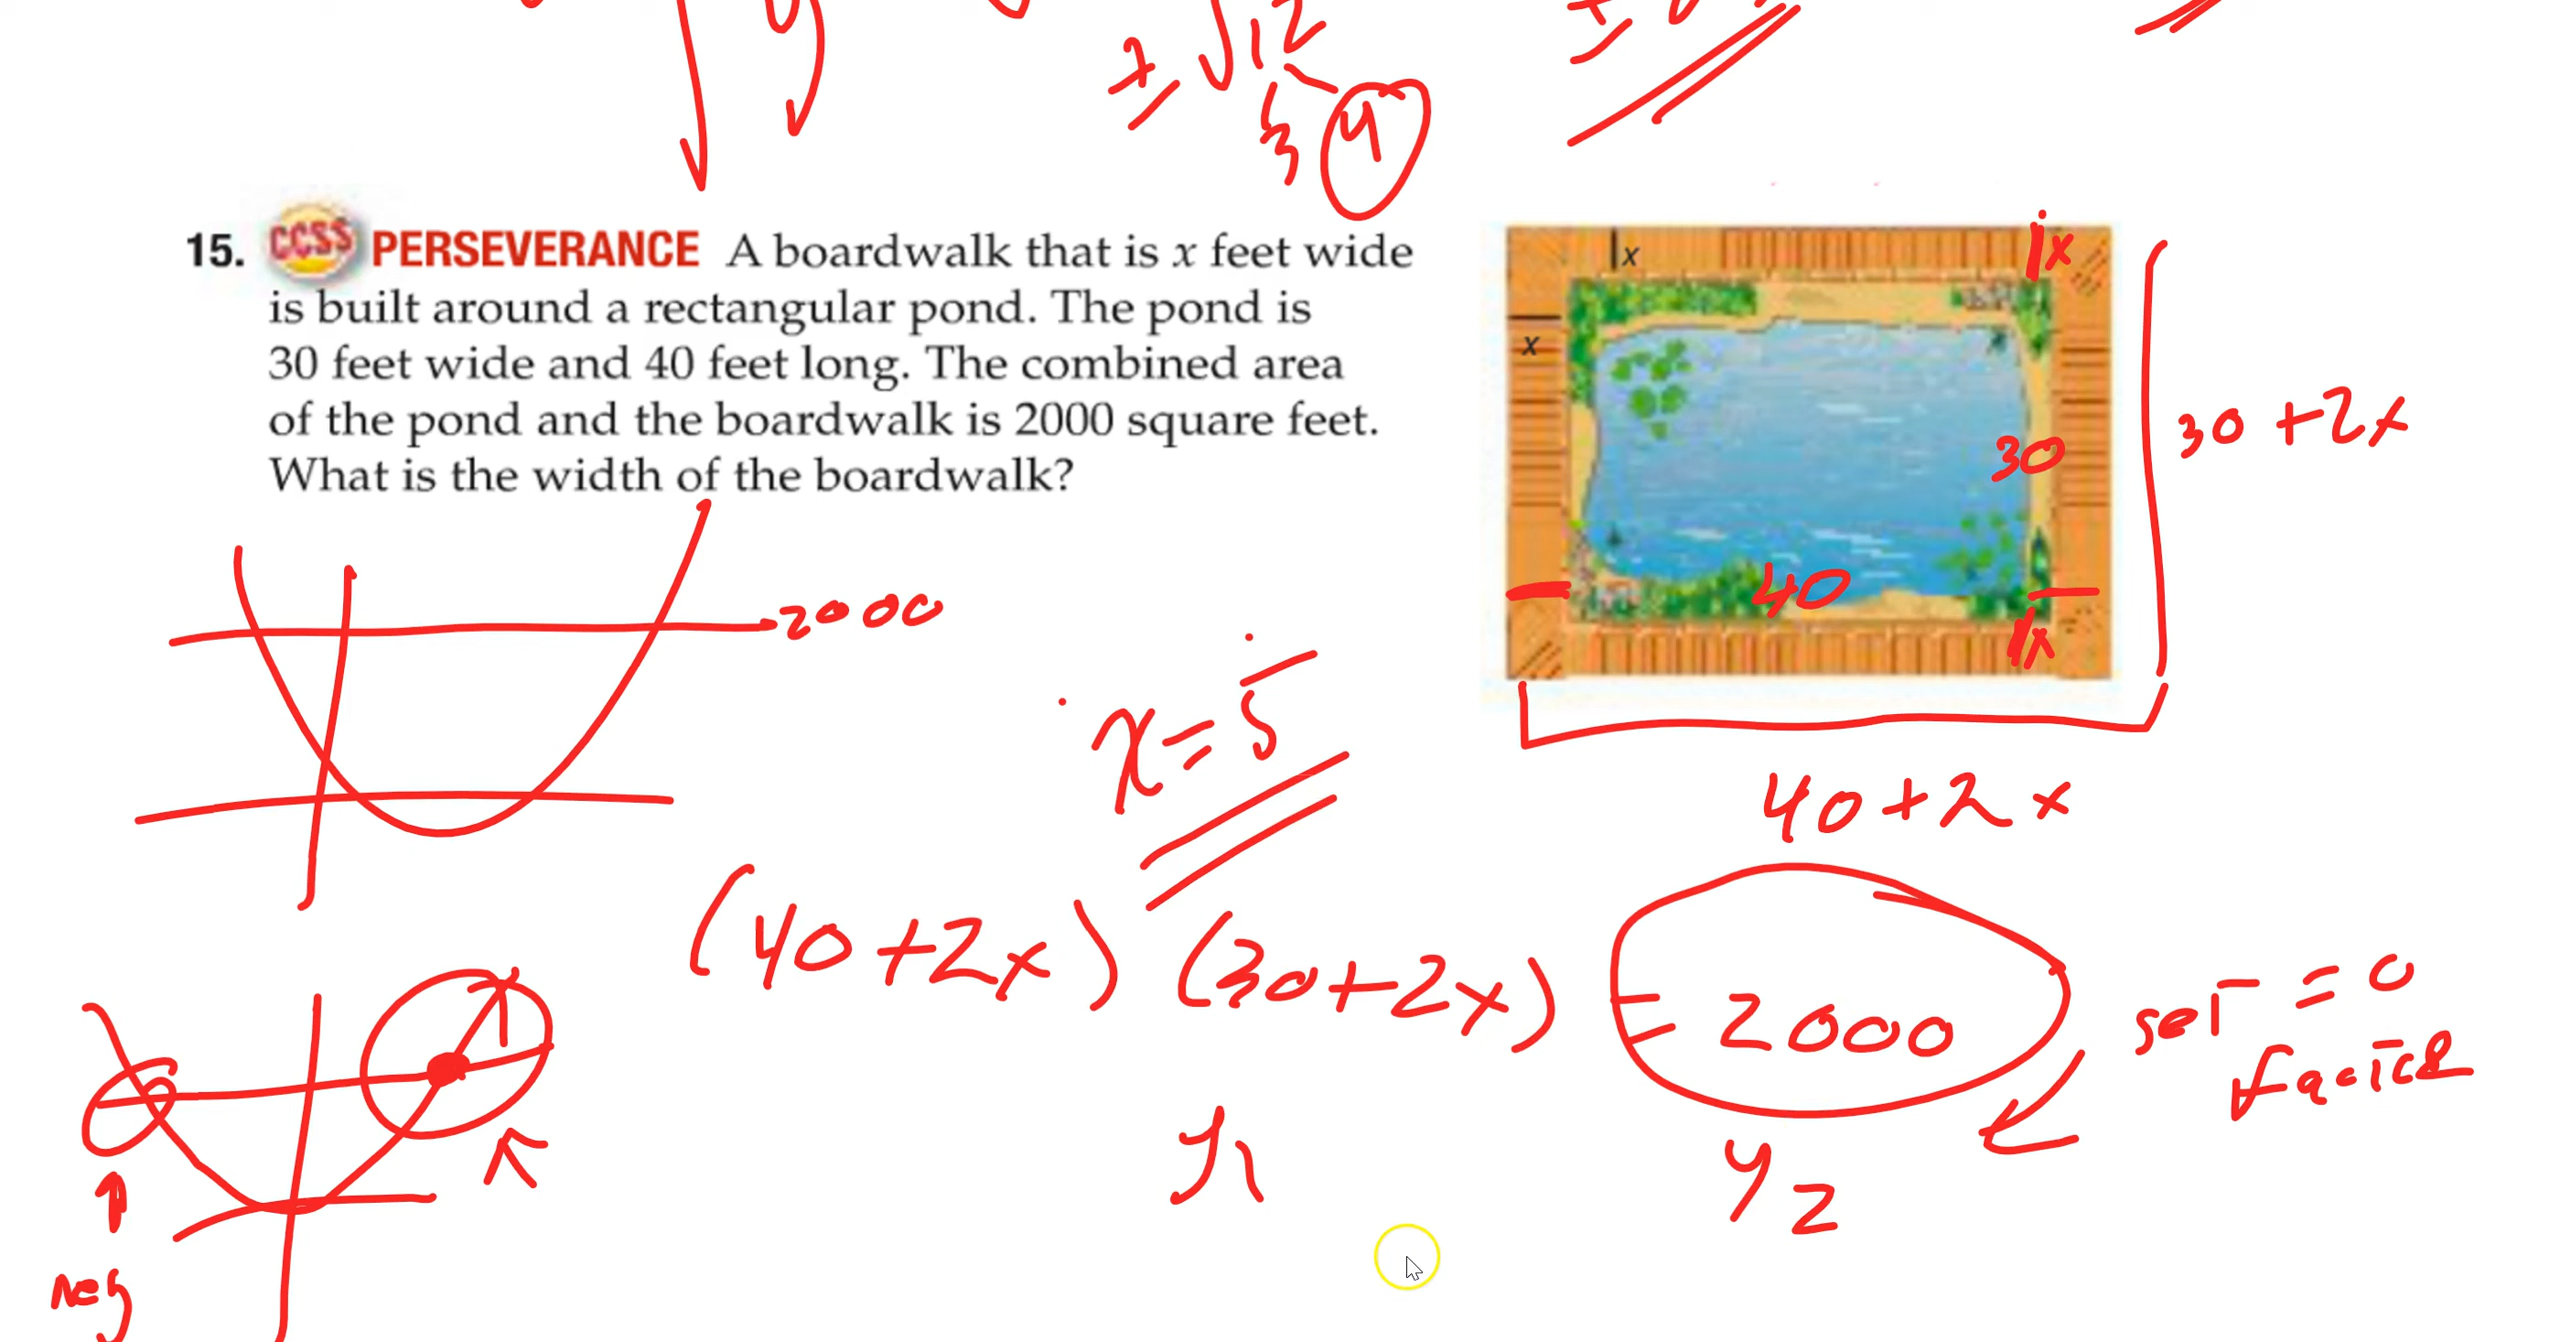 ± √12
3 4
15. CCSS PERSEVERANCE A boardwalk that is x feet wide
is built around a rectangular pond. The pond is
30 feet wide and 40 feet long. The combined area
of the pond and the boardwalk is 2000 square feet.
What is the width of the boardwalk?
x x
x
30
40
x
30 + 2x
40 + 2x
2000
x = 5
(40 + 2x) (30 + 2x) = 2000
set = 0
factor
y1 y2
neg